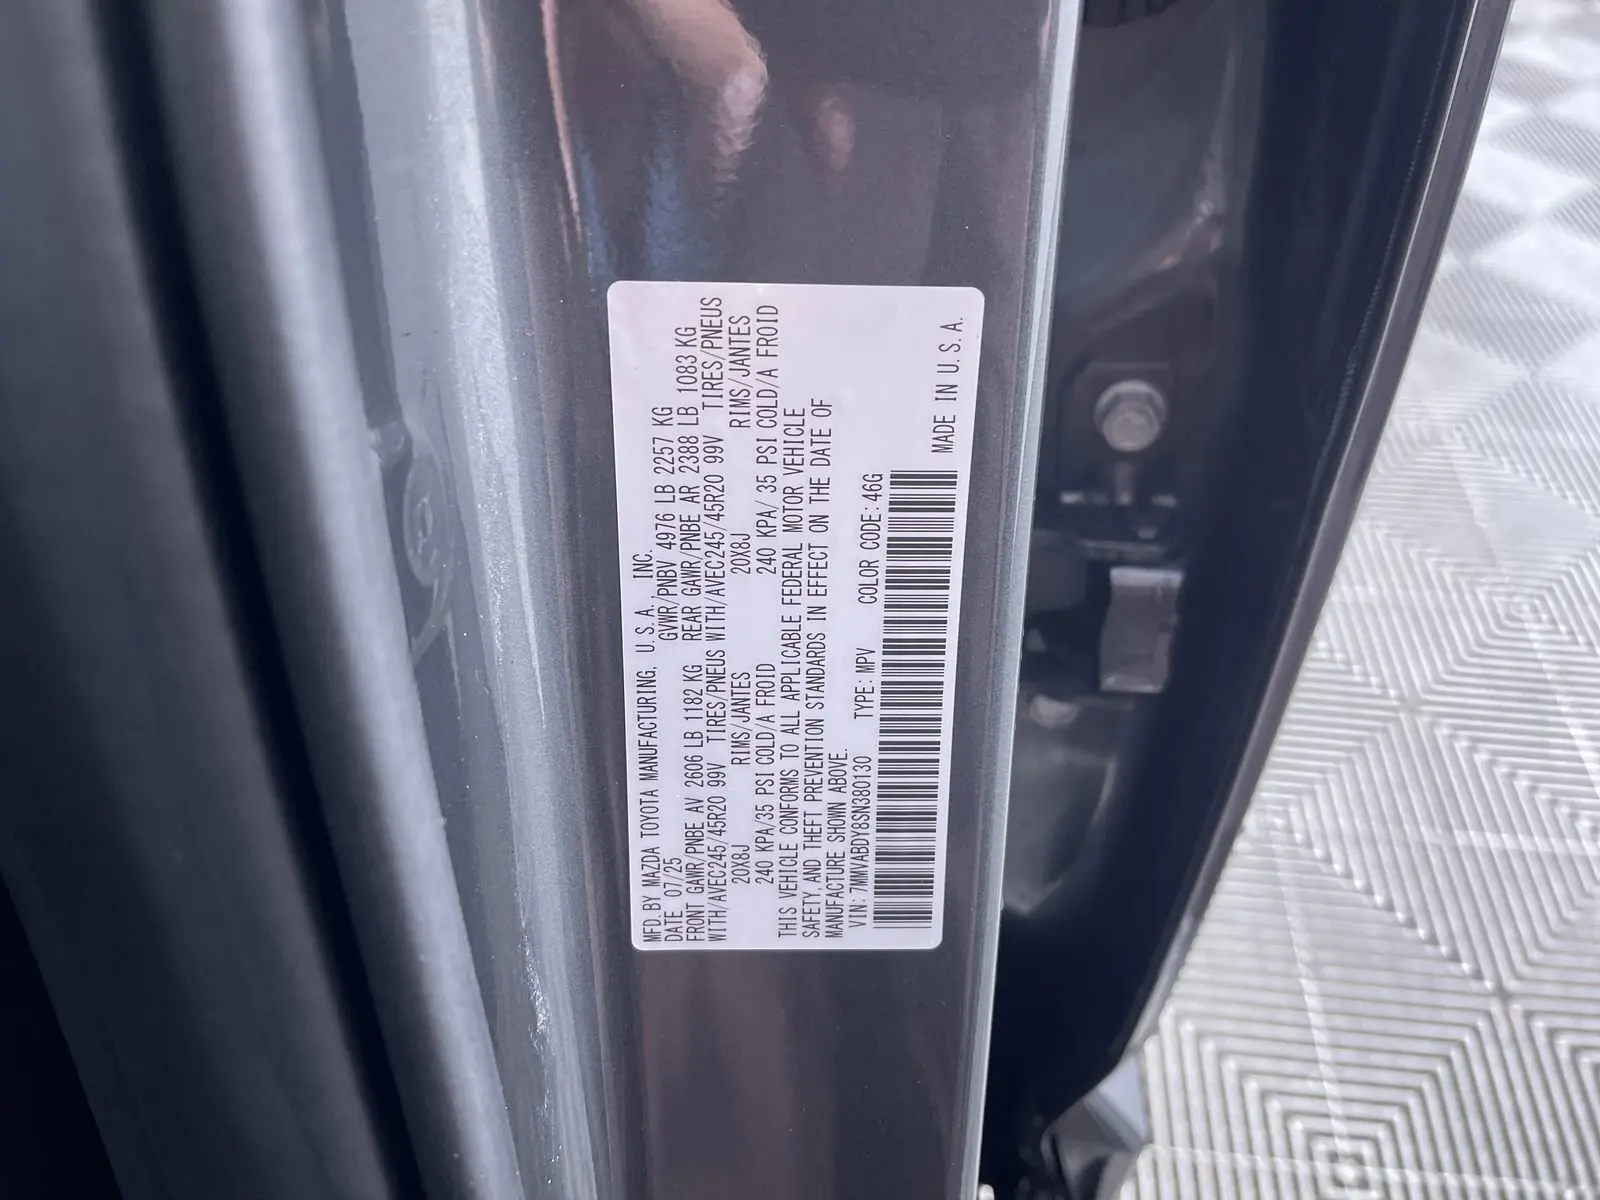 MFD. BY MAZDA TOYOTA MANUFACTURING, U.S.A., INC.
DATE 07/25 GVWR/PNBV 4976 LB 2257 KG
FRONT GAWR/PNBE AV 2606 LB 1182 KG REAR GAWR/PNBE AR 2388 LB 1083 KG
WITH/AVEC245/45R20 99V TIRES/PNEUS WITH/AVEC245/45R20 99V TIRES/PNEUS
20X8J RIMS/JANTES 20X8J RIMS/JANTES
240 KPA/35 PSI COLD/A FROID 240 KPA/35 PSI COLD/A FROID
THIS VEHICLE CONFORMS TO ALL APPLICABLE FEDERAL MOTOR VEHICLE
SAFETY, AND THEFT PREVENTION STANDARDS IN EFFECT ON THE DATE OF
MANUFACTURE SHOWN ABOVE.
VIN: 7MMVABDY8SN380130 TYPE: MPV COLOR CODE: 46G
MADE IN U.S.A.